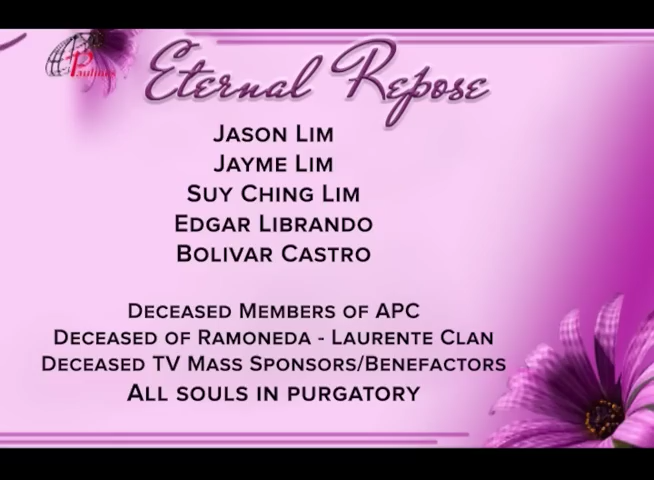 Paulines
Eternal Repose
Jason Lim
Jayme Lim
Suy Ching Lim
Edgar Librando
Bolivar Castro
Deceased Members of APC
Deceased of Ramoneda - Laurente Clan
Deceased TV Mass Sponsors/Benefactors
All souls in purgatory